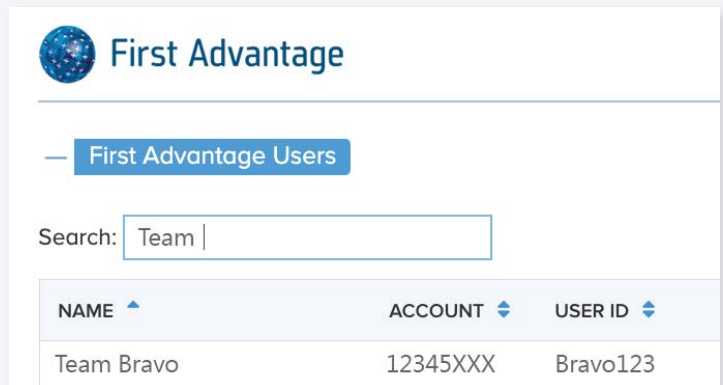 First Advantage
First Advantage Users
Search: Team
NAME ACCOUNT USER ID
Team Bravo 12345XXX Bravo123